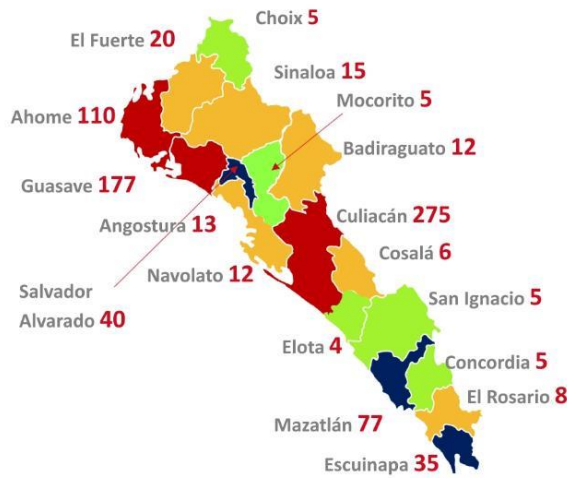 Choix 5
El Fuerte 20
Sinaloa 15
Mocorito 5
Ahome 110
Badiraguato 12
Guasave 177
Culiacán 275
Angostura 13
Cosalá 6
Navolato 12
Salvador
Alvarado 40
San Ignacio 5
Elota 4
Concordia 5
El Rosario 8
Mazatlán 77
Escuinapa 35